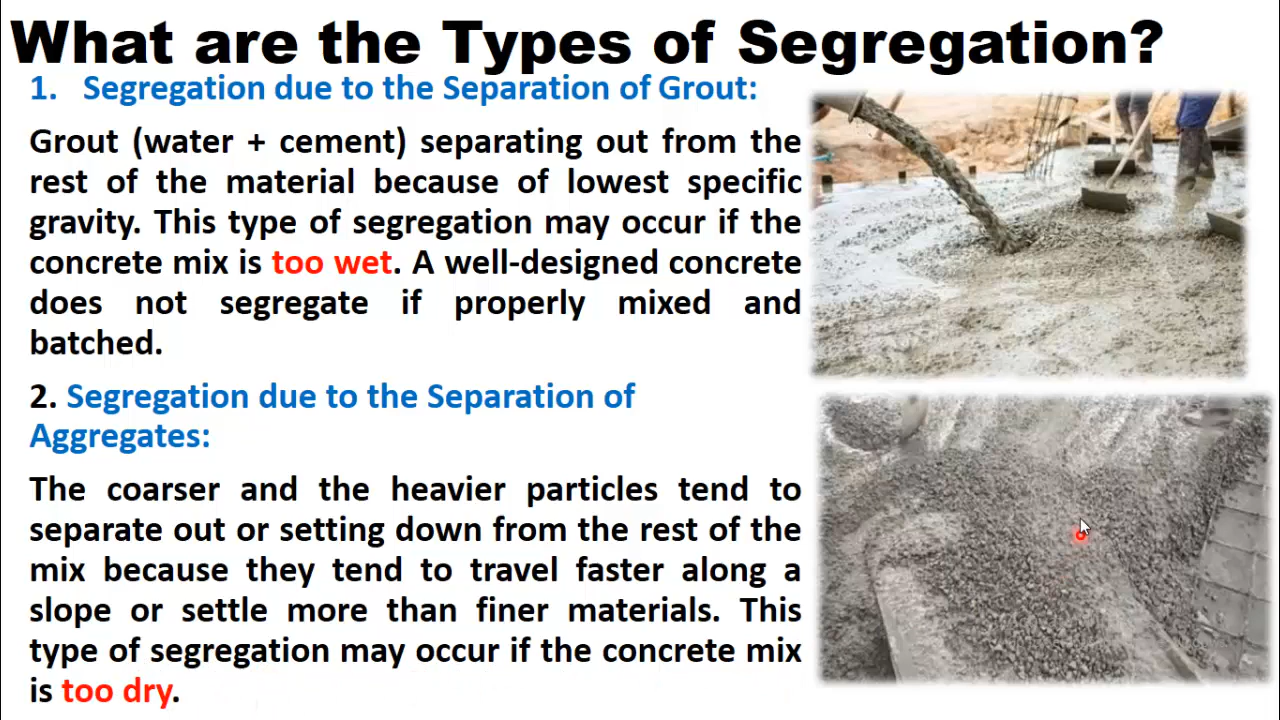 What are the Types of Segregation?
1. Segregation due to the Separation of Grout:
Grout (water + cement) separating out from the
rest of the material because of lowest specific
gravity. This type of segregation may occur if the
concrete mix is too wet. A well-designed concrete
does not segregate if properly mixed and
batched.
2. Segregation due to the Separation of
Aggregates:
The coarser and the heavier particles tend to
separate out or setting down from the rest of the
mix because they tend to travel faster along a
slope or settle more than finer materials. This
type of segregation may occur if the concrete mix
is too dry.